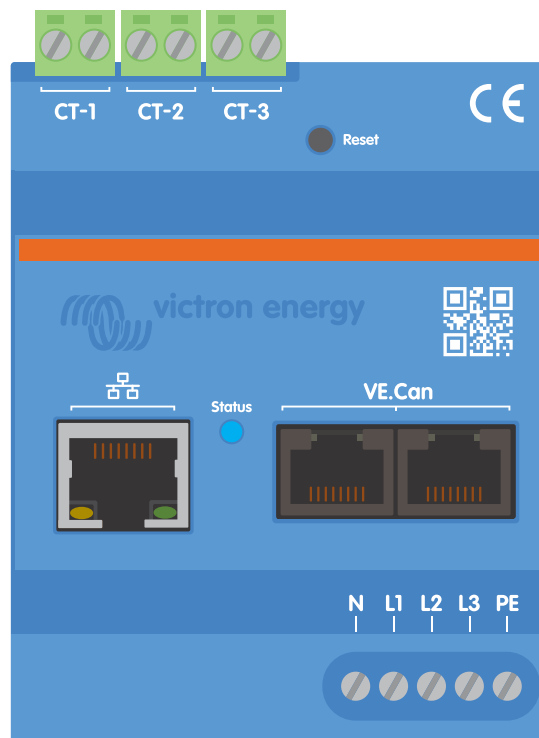 CT-1 CT-2 CT-3
CE
Reset
victron energy
Status
VE.Can
N L1 L2 L3 PE